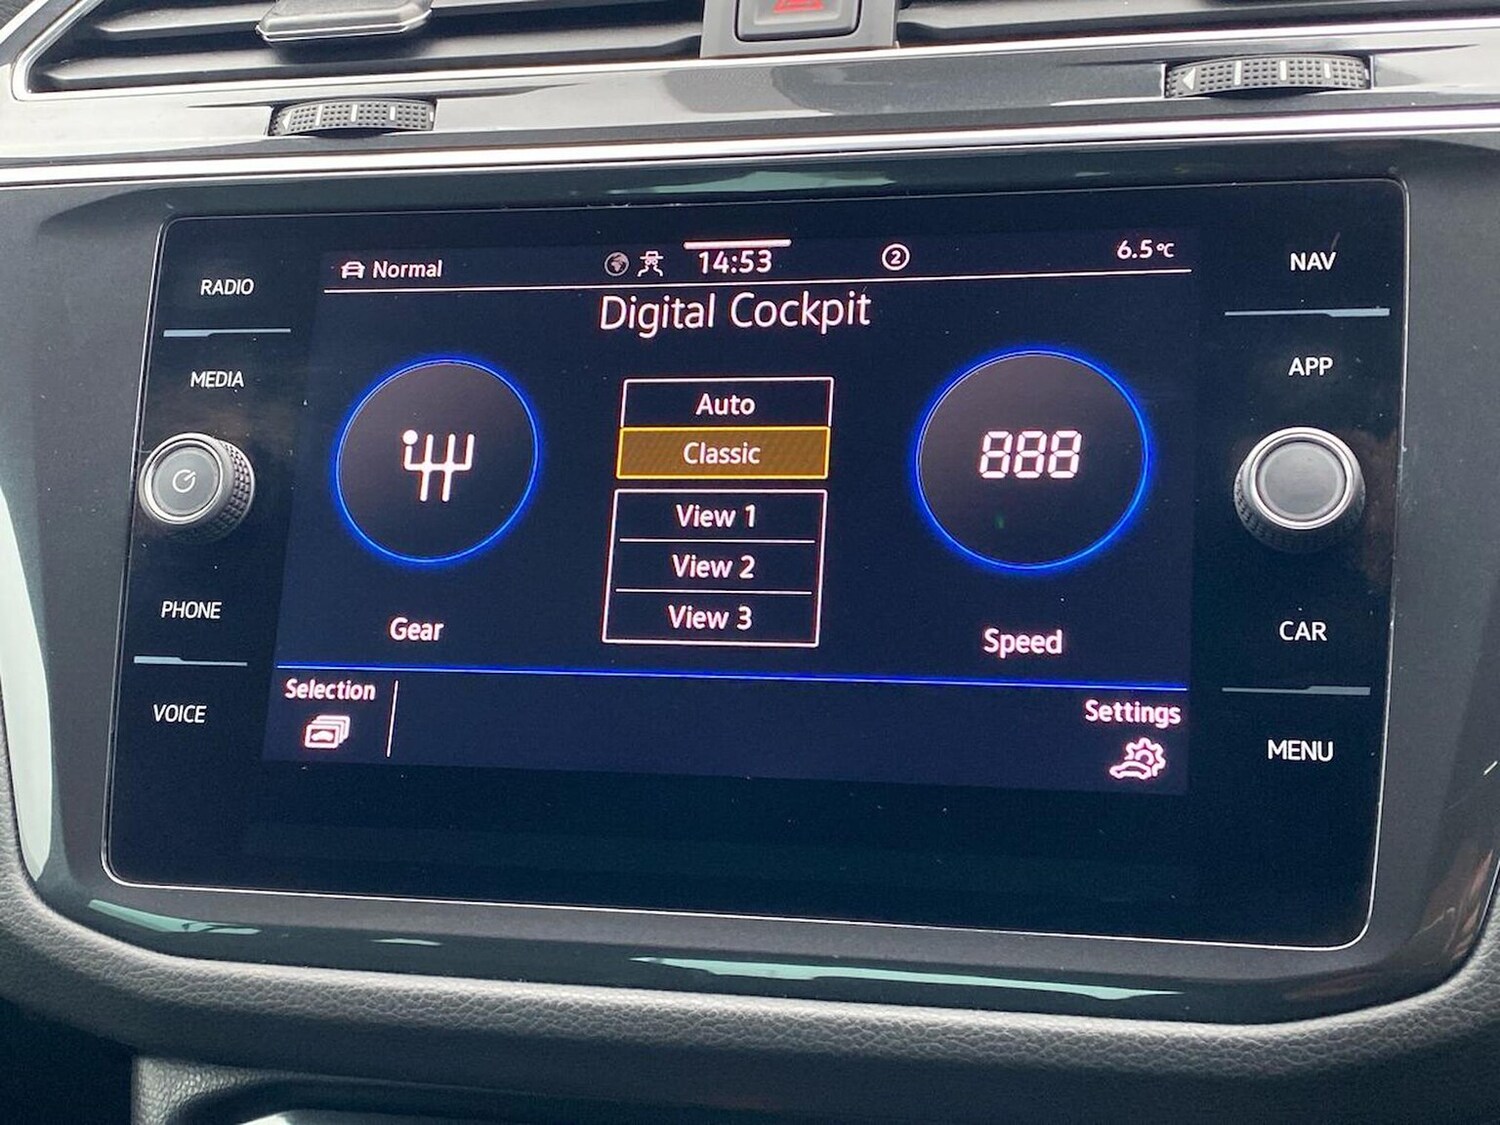 RADIO
MEDIA
PHONE
VOICE
Normal
14:53
2
6.5°C
Digital Cockpit
Auto
Classic
View 1
View 2
View 3
Gear
888
Speed
Selection
Settings
NAV
APP
CAR
MENU